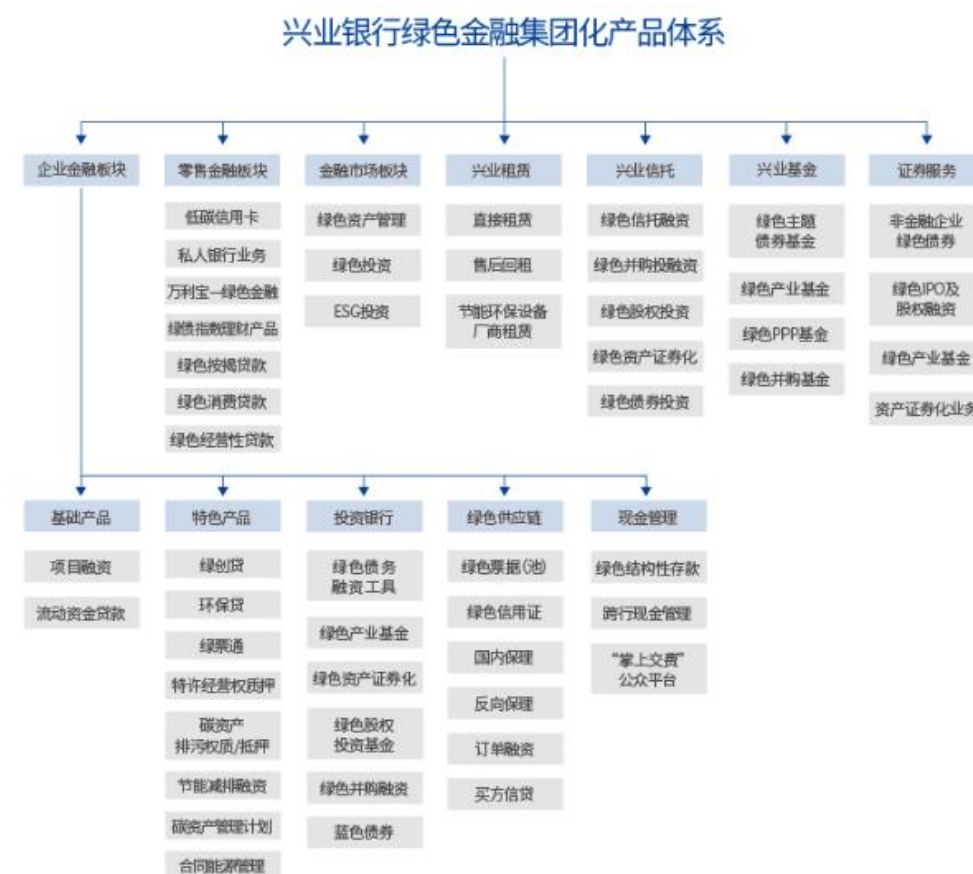 兴业银行绿色金融集团化产品体系
企业金融板块
零售金融板块
低碳信用卡
私人银行业务
万利宝—绿色金融
绿债指数理财产品
绿色按揭贷款
绿色消费贷款
绿色经营性贷款
金融市场板块
绿色资产管理
绿色投资
ESG投资
兴业租赁
直接租赁
售后回租
节能环保设备
厂商租赁
兴业信托
绿色信托融资
绿色并购投融资
绿色股权投资
绿色资产证券化
绿色债券投资
兴业基金
绿色主题
债券基金
绿色产业基金
绿色PPP基金
绿色并购基金
证券服务
非金融企业
绿色债券
绿色IPO及
股权融资
绿色产业基金
资产证券化业务
基础产品
项目融资
流动资金贷款
特色产品
绿创贷
环保贷
绿票通
特许经营权质押
碳资产
排污权质/抵押
节能减排融资
碳资产管理计划
合同能源管理
投资银行
绿色债务
融资工具
绿色产业基金
绿色资产证券化
绿色股权
投资基金
绿色并购融资
蓝色债券
绿色供应链
绿色票据(池)
绿色信用证
国内保理
反向保理
订单融资
买方信贷
现金管理
绿色结构性存款
跨行现金管理
“掌上交费”
公众平台